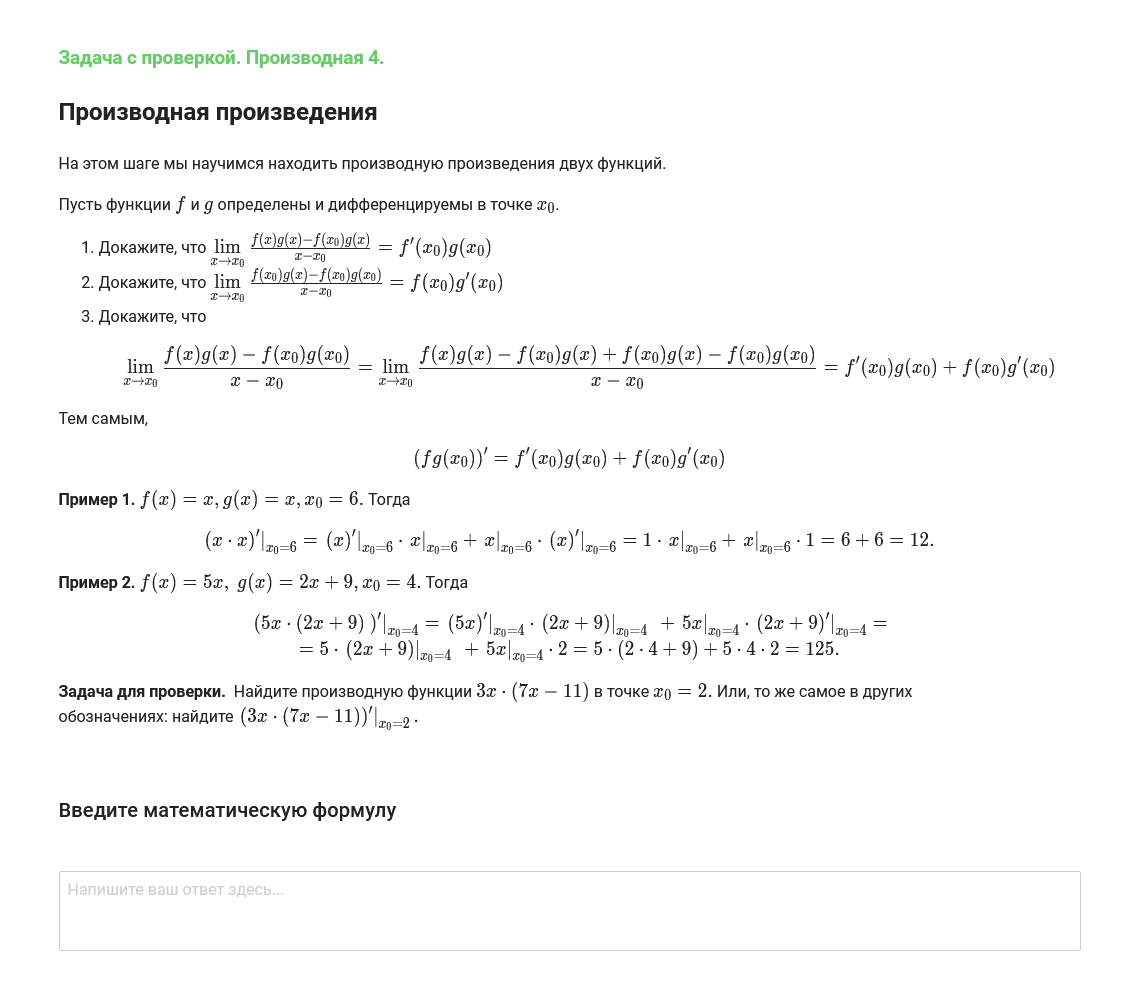 Задача с проверкой. Производная 4.
Производная произведения
На этом шаге мы научимся находить производную произведения двух функций.
Пусть функции $f$ и $g$ определены и дифференцируемы в точке $x_0$.
1. Докажите, что $\lim\limits_{x \to x_0} \frac{f(x)g(x)-f(x_0)g(x)}{x-x_0} = f'(x_0)g(x_0)$
2. Докажите, что $\lim\limits_{x \to x_0} \frac{f(x_0)g(x)-f(x_0)g(x_0)}{x-x_0} = f(x_0)g'(x_0)$
3. Докажите, что
$\lim\limits_{x \to x_0} \frac{f(x)g(x) - f(x_0)g(x_0)}{x - x_0} = \lim\limits_{x \to x_0} \frac{f(x)g(x) - f(x_0)g(x) + f(x_0)g(x) - f(x_0)g(x_0)}{x - x_0} = f'(x_0)g(x_0) + f(x_0)g'(x_0)$
Тем самым,
$(fg(x_0))' = f'(x_0)g(x_0) + f(x_0)g'(x_0)$
Пример 1. $f(x) = x, g(x) = x, x_0 = 6.$ Тогда
$(x \cdot x)'|_{x_0=6} = (x)'|_{x_0=6} \cdot x|_{x_0=6} + x|_{x_0=6} \cdot (x)'|_{x_0=6} = 1 \cdot x|_{x_0=6} + x|_{x_0=6} \cdot 1 = 6 + 6 = 12.$
Пример 2. $f(x) = 5x, \ g(x) = 2x + 9, x_0 = 4.$ Тогда
$(5x \cdot (2x + 9) \ )'|_{x_0=4} = (5x)'|_{x_0=4} \cdot (2x + 9)|_{x_0=4} \ + 5x|_{x_0=4} \cdot (2x + 9)'|_{x_0=4} =$
$= 5 \cdot (2x + 9)|_{x_0=4} \ + 5x|_{x_0=4} \cdot 2 = 5 \cdot (2 \cdot 4 + 9) + 5 \cdot 4 \cdot 2 = 125.$
Задача для проверки. Найдите производную функции $3x \cdot (7x - 11)$ в точке $x_0 = 2.$ Или, то же самое в других
обозначениях: найдите $(3x \cdot (7x - 11))'|_{x_0=2}.$
Введите математическую формулу
Напишите ваш ответ здесь...